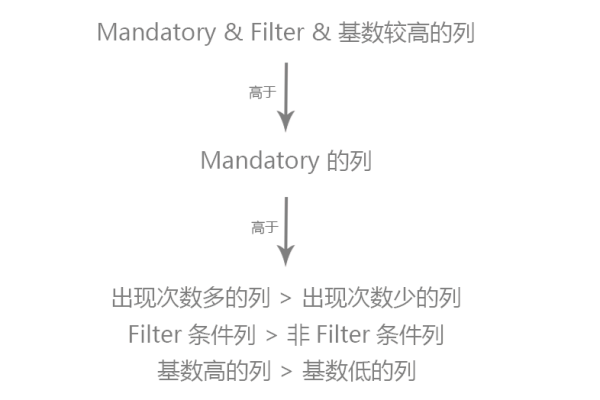 Mandatory & Filter & 基数较高的列
高于
Mandatory 的列
高于
出现次数多的列 > 出现次数少的列
Filter 条件列 > 非 Filter 条件列
基数高的列 > 基数低的列